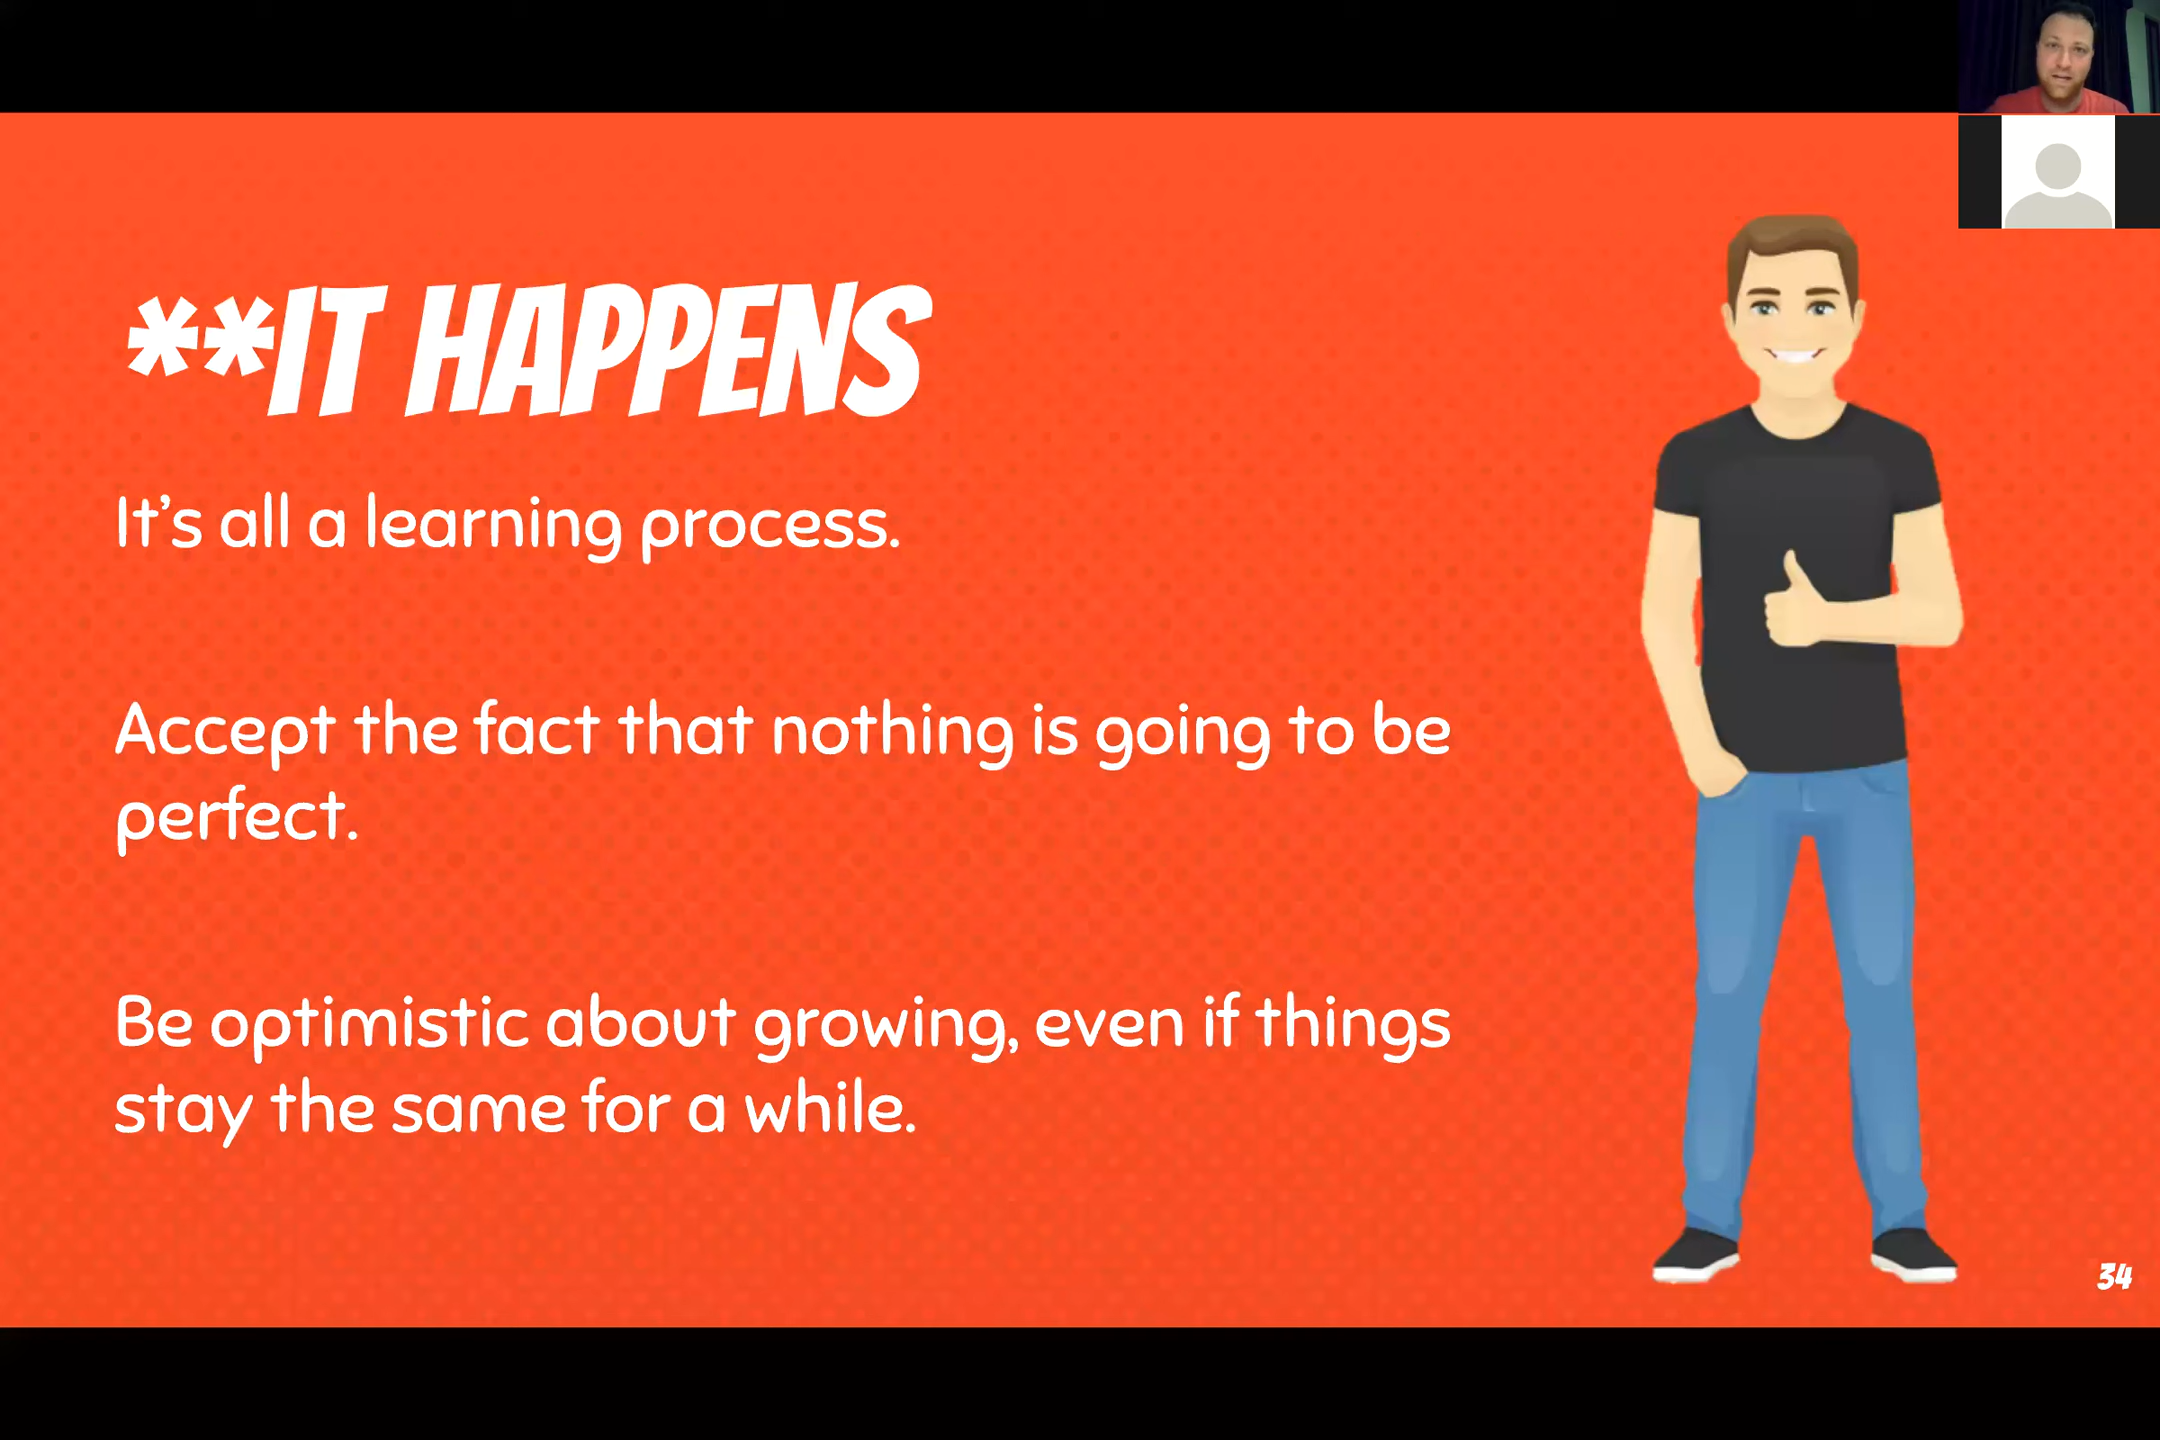 **IT HAPPENS
It’s all a learning process.
Accept the fact that nothing is going to be
perfect.
Be optimistic about growing, even if things
stay the same for a while.
34